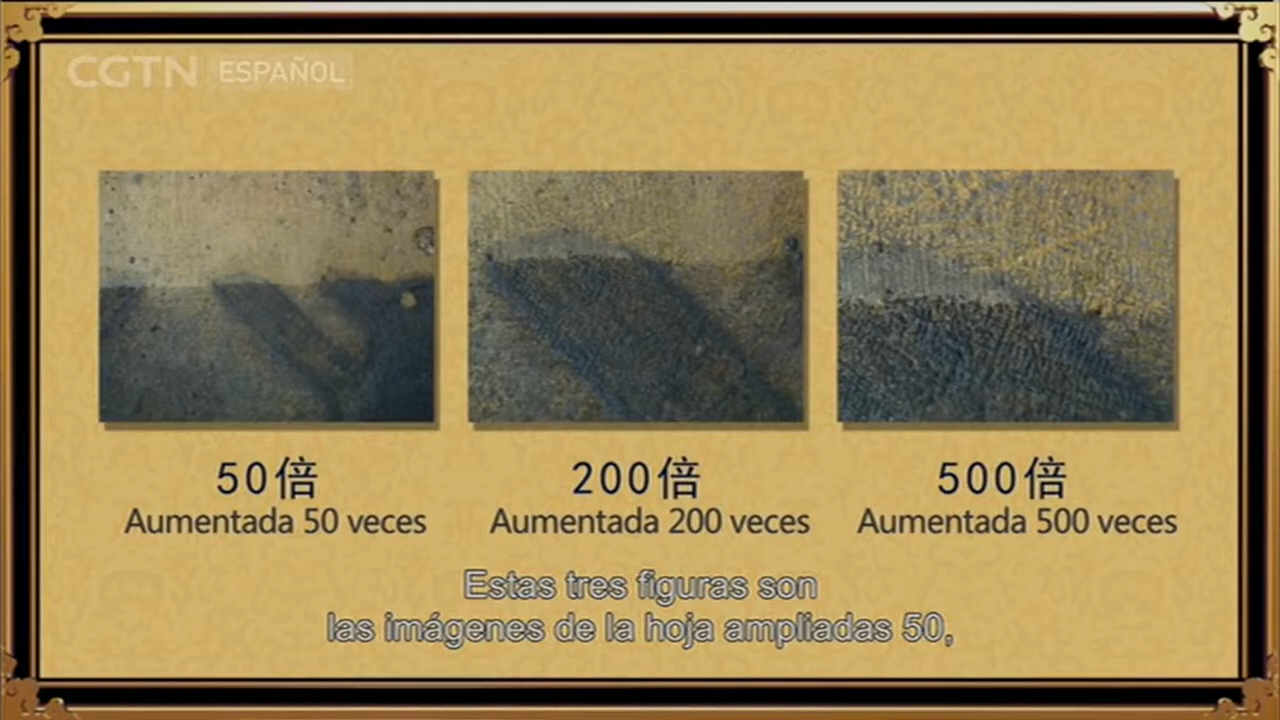 CGTN ESPAÑOL
50倍
Aumentada 50 veces
200倍
Aumentada 200 veces
500倍
Aumentada 500 veces
Estas tres figuras son
las imágenes de la hoja ampliadas 50,